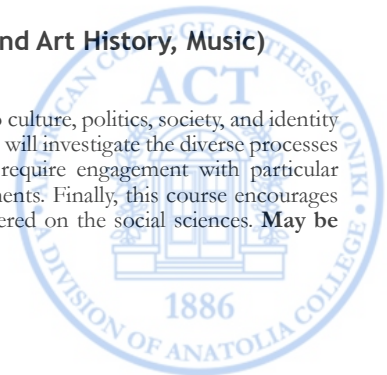 nd Art History, Music)
culture, politics, society, and identity
will investigate the diverse processes
require engagement with particular
ents. Finally, this course encourages
ered on the social sciences. May be
AMERICAN COLLEGE OF THESSALONIKI
ACT
1886
A DIVISION OF ANATOLIA COLLEGE